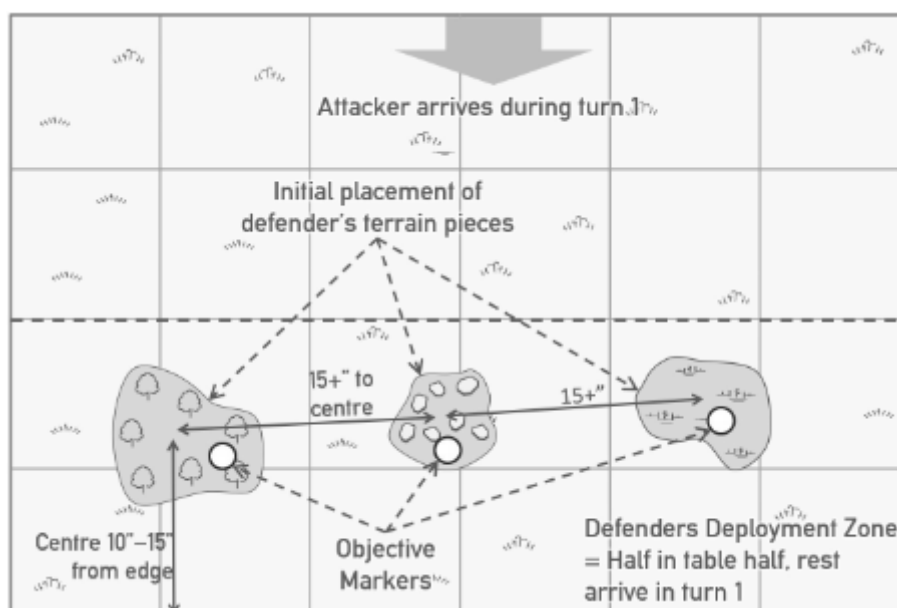 Attacker arrives during turn 1
Initial placement of
defender's terrain pieces
15+" to
centre
15+"
Centre 10"–15"
from edge
Objective
Markers
Defenders Deployment Zone
= Half in table half, rest
arrive in turn 1